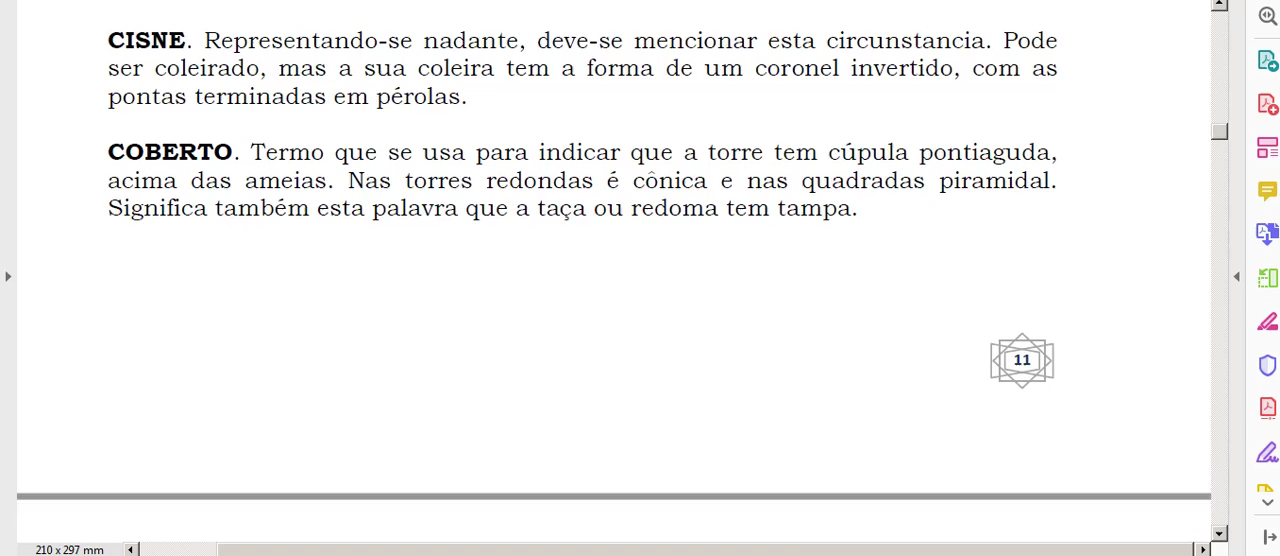 CISNE. Representando-se nadante, deve-se mencionar esta circunstancia. Pode
ser coleirado, mas a sua coleira tem a forma de um coronel invertido, com as
pontas terminadas em pérolas.
COBERTO. Termo que se usa para indicar que a torre tem cúpula pontiaguda,
acima das ameias. Nas torres redondas é cônica e nas quadradas piramidal.
Significa também esta palavra que a taça ou redoma tem tampa.
11
210 x 297 mm